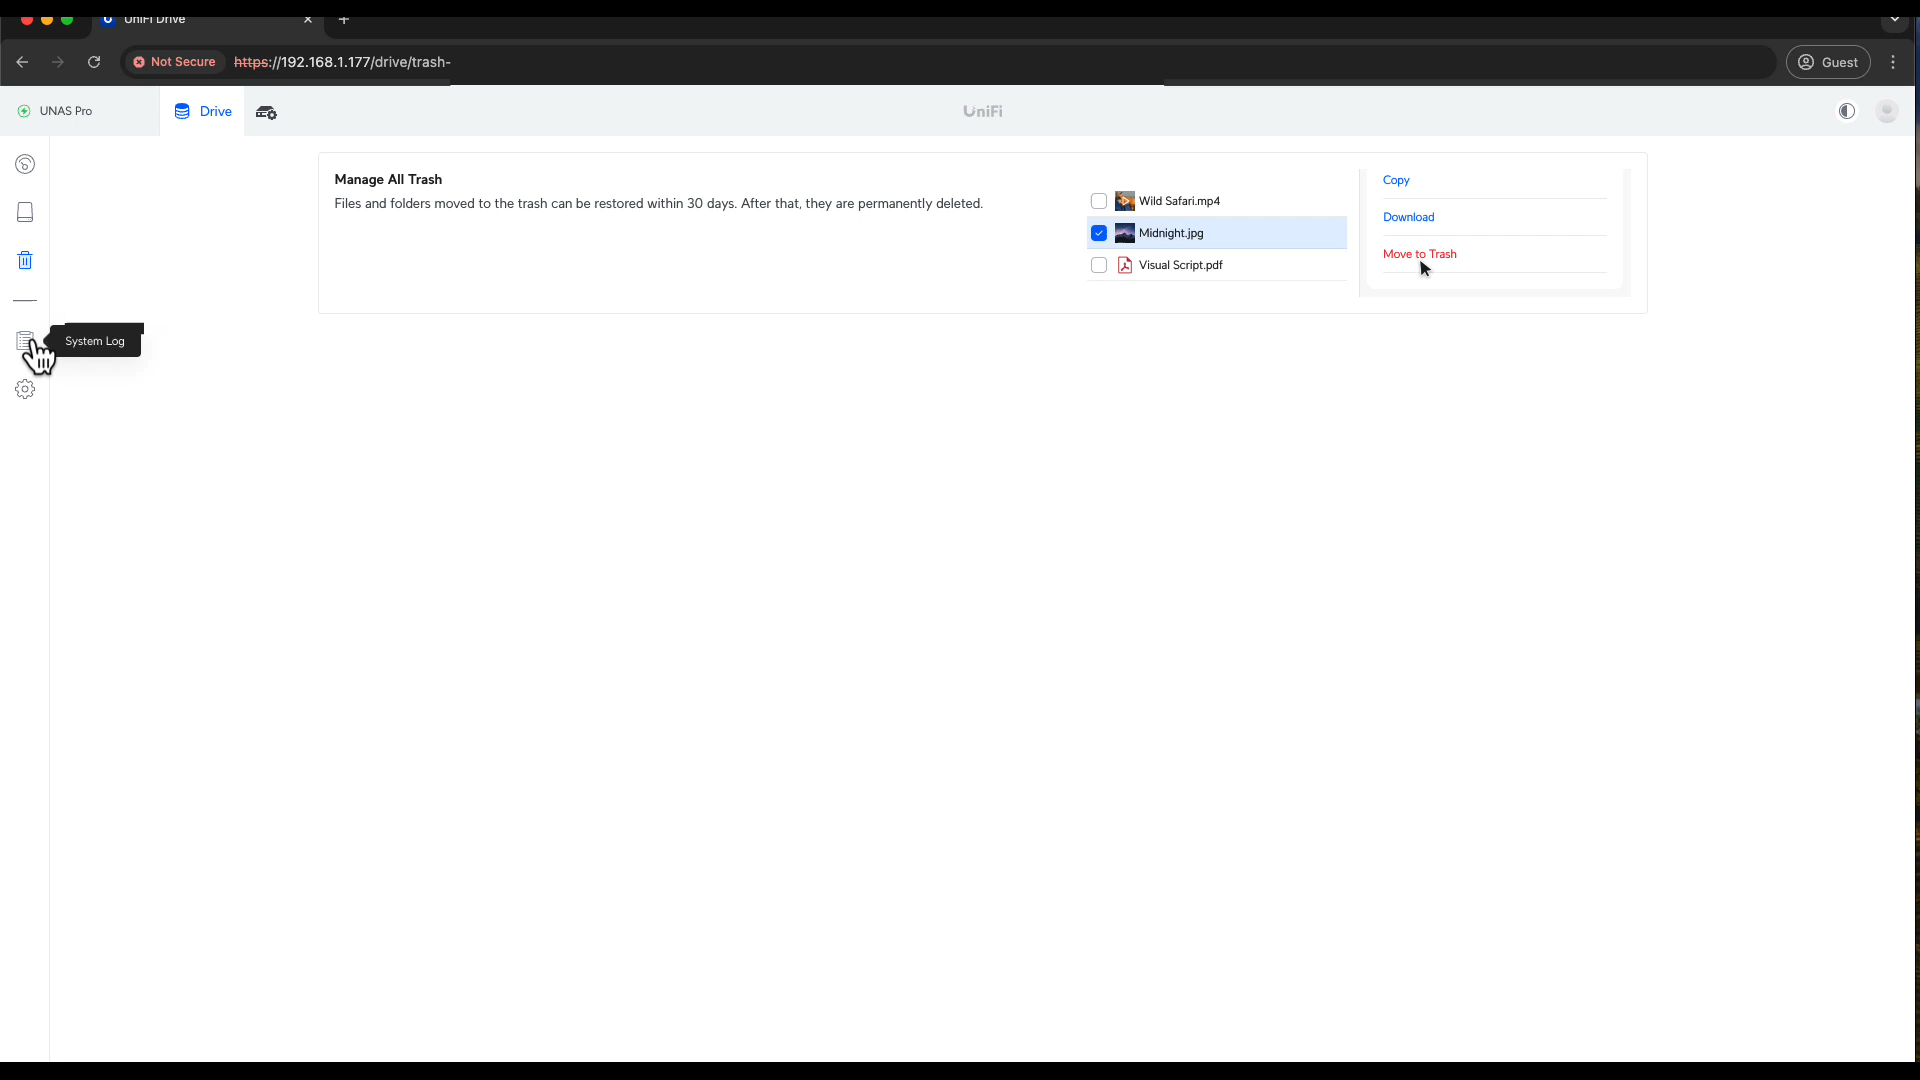 UniFi Drive
Not Secure https://192.168.1.177/drive/trash-
Guest
UNAS Pro
Drive
UniFi
Manage All Trash
Files and folders moved to the trash can be restored within 30 days. After that, they are permanently deleted.
Wild Safari.mp4
Midnight.jpg
Visual Script.pdf
Copy
Download
Move to Trash
System Log